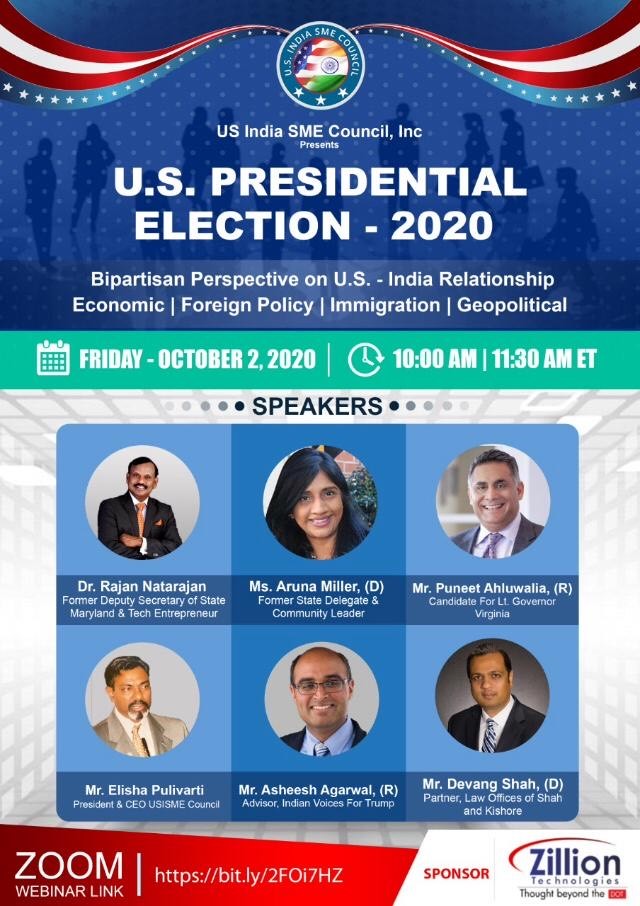 U.S. INDIA SME COUNCIL
US India SME Council, Inc
Presents
U.S. PRESIDENTIAL
ELECTION - 2020
Bipartisan Perspective on U.S. - India Relationship
Economic | Foreign Policy | Immigration | Geopolitical
FRIDAY - OCTOBER 2, 2020 | 10:00 AM | 11:30 AM ET
SPEAKERS
Dr. Rajan Natarajan
Former Deputy Secretary of State
Maryland & Tech Entrepreneur
Ms. Aruna Miller, (D)
Former State Delegate &
Community Leader
Mr. Puneet Ahluwalia, (R)
Candidate For Lt. Governor
Virginia
Mr. Elisha Pulivarti
President & CEO USISME Council
Mr. Asheesh Agarwal, (R)
Advisor, Indian Voices For Trump
Mr. Devang Shah, (D)
Partner, Law Offices of Shah
and Kishore
ZOOM
WEBINAR LINK
https://bit.ly/2FOi7HZ
SPONSOR
Zillion
Technologies
Thought beyond the DOT